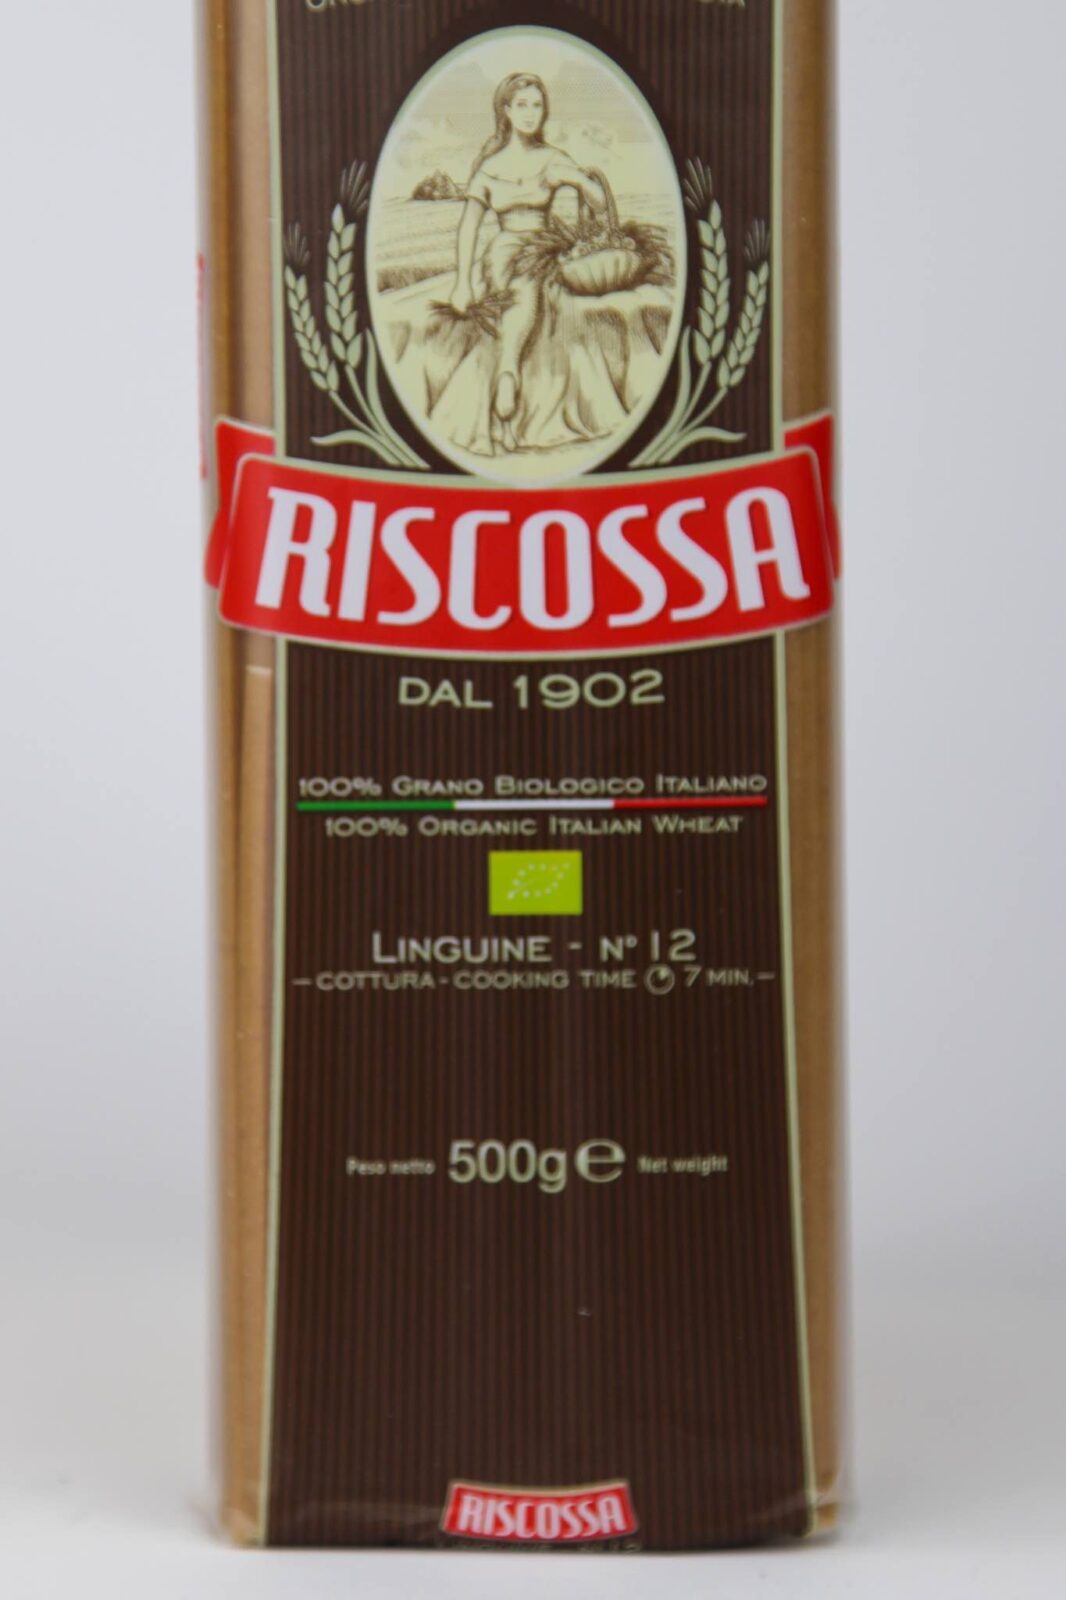 RISCOSSA
DAL 1902
100% GRANO BIOLOGICO ITALIANO
100% ORGANIC ITALIAN WHEAT
LINGUINE - N° 12
- COTTURA - COOKING TIME 7 MIN. -
Peso netto 500g ℮ Net weight
RISCOSSA